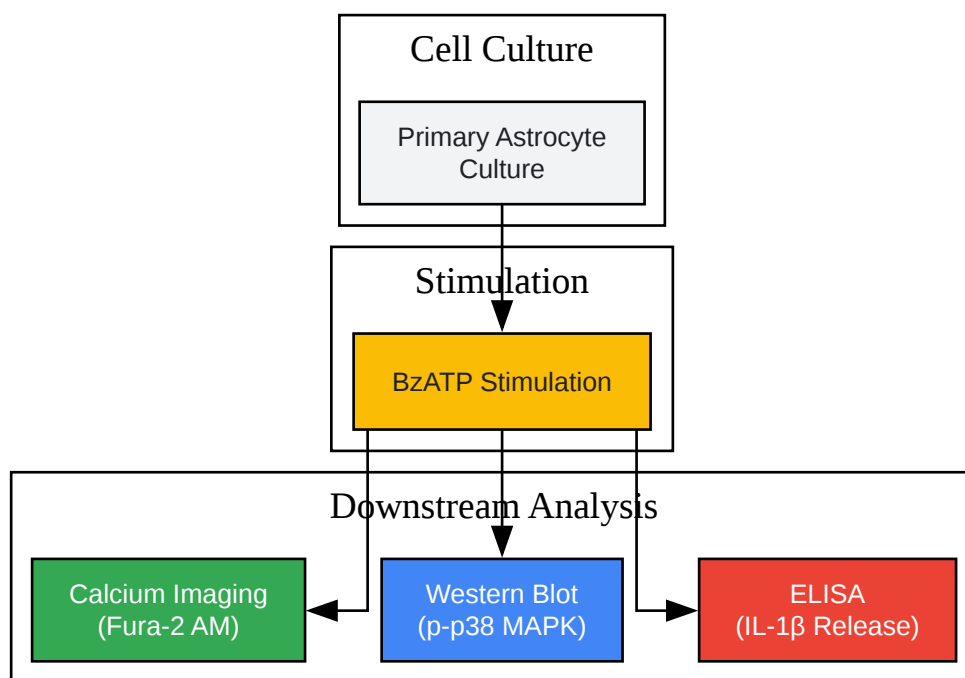 Cell Culture
Primary Astrocyte
Culture
Stimulation
BzATP Stimulation
Downstream Analysis
Calcium Imaging
(Fura-2 AM)
Western Blot
(p-p38 MAPK)
ELISA
(IL-1β Release)